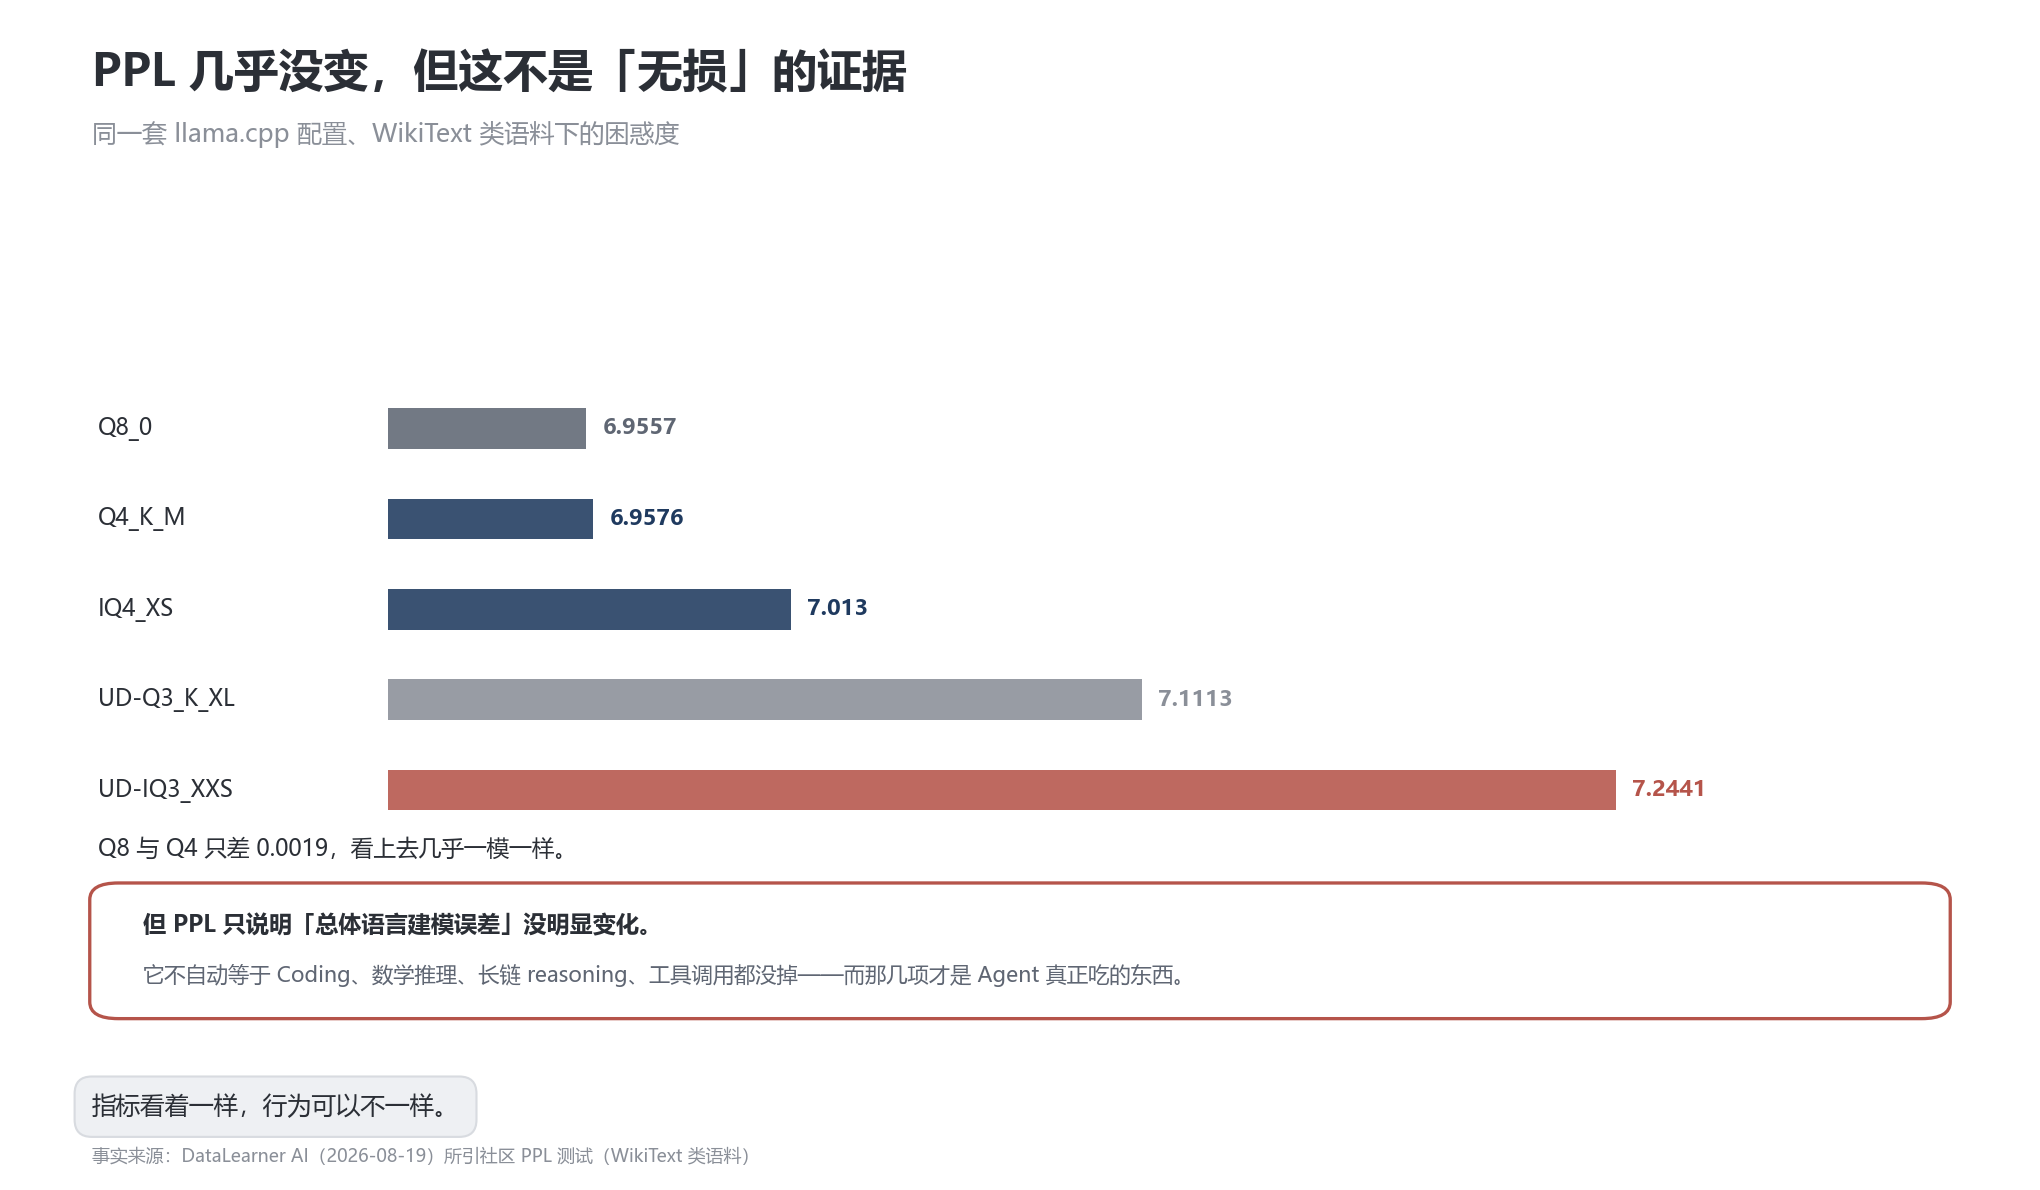 PPL 几乎没变，但这不是「无损」的证据
同一套 llama.cpp 配置、WikiText 类语料下的困惑度
Q8_0 6.9557
Q4_K_M 6.9576
IQ4_XS 7.013
UD-Q3_K_XL 7.1113
UD-IQ3_XXS 7.2441
Q8 与 Q4 只差 0.0019，看上去几乎一模一样。
但 PPL 只说明「总体语言建模误差」没明显变化。
它不自动等于 Coding、数学推理、长链 reasoning、工具调用都没掉——而那几项才是 Agent 真正吃的东西。
指标看着一样，行为可以不一样。
事实来源：DataLearner AI（2026-08-19）所引社区 PPL 测试（WikiText 类语料）